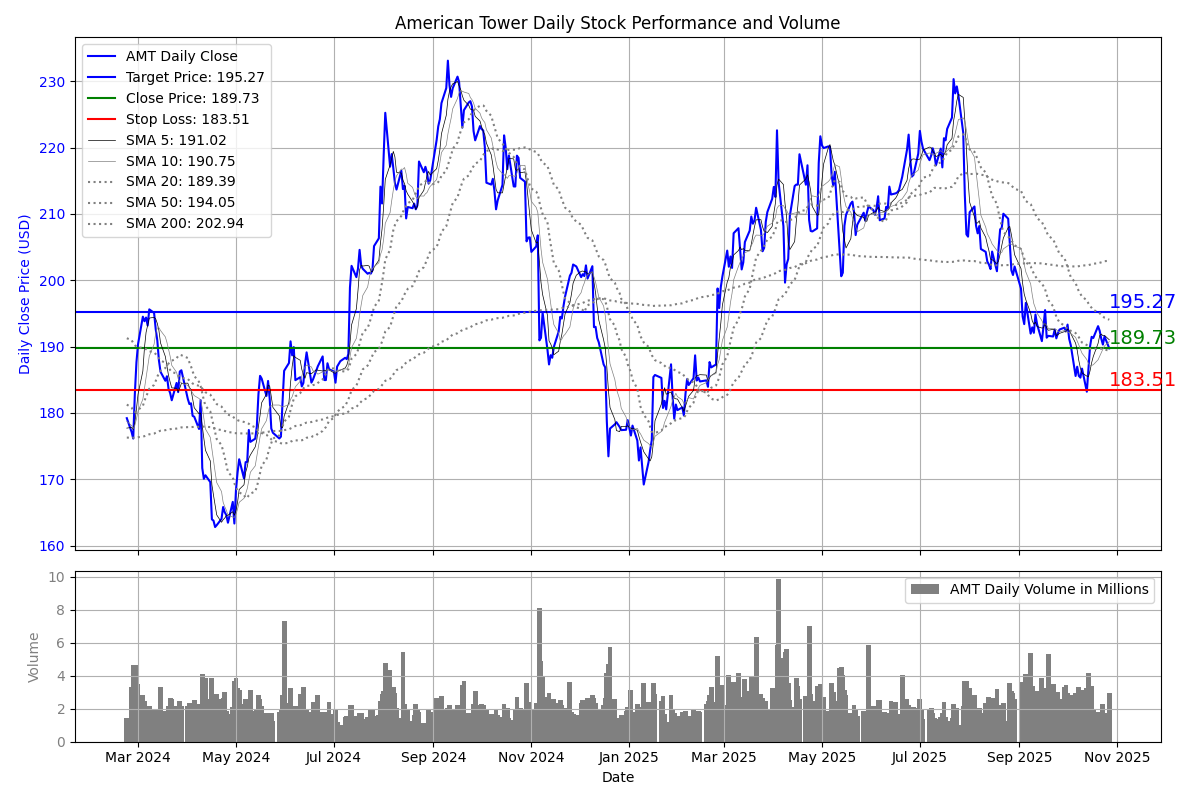 American Tower Daily Stock Performance and Volume
AMT Daily Close
Target Price: 195.27
Close Price: 189.73
Stop Loss: 183.51
SMA 5: 191.02
SMA 10: 190.75
SMA 20: 189.39
SMA 50: 194.05
SMA 200: 202.94
Daily Close Price (USD)
230
220
210
200
190
180
170
160
195.27
189.73
183.51
AMT Daily Volume in Millions
Volume
10
8
6
4
2
0
Mar 2024 May 2024 Jul 2024 Sep 2024 Nov 2024 Jan 2025 Mar 2025 May 2025 Jul 2025 Sep 2025 Nov 2025
Date